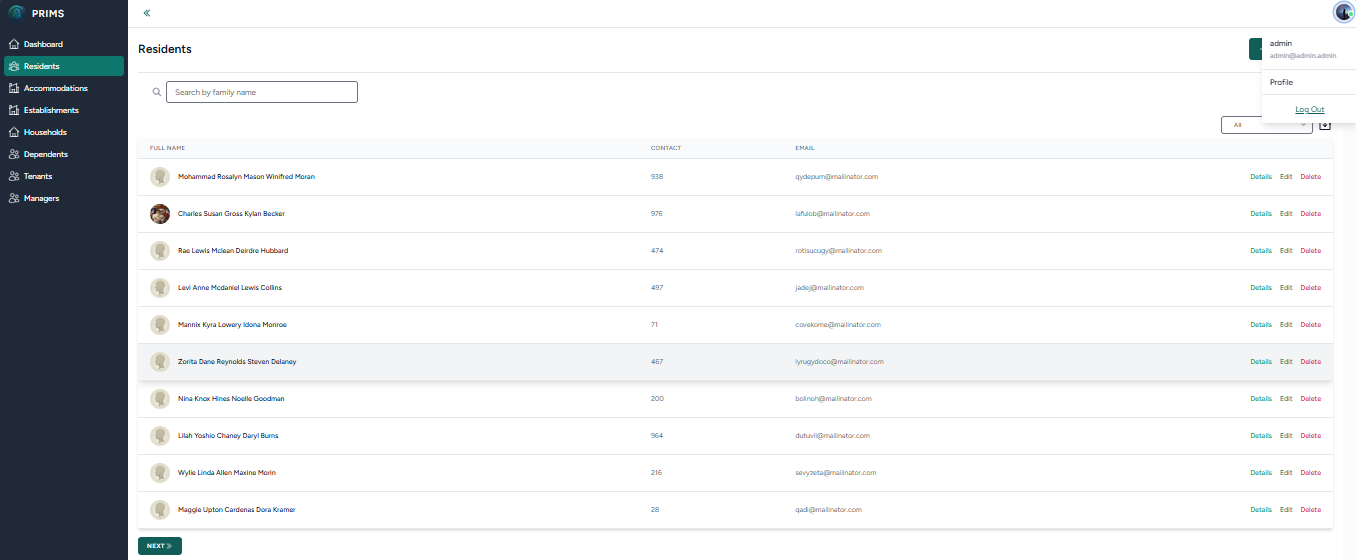 PRIMS
Dashboard
Residents
Accommodations
Establishments
Households
Dependents
Tenants
Managers
Residents
admin
admin@admin.admin
Profile
Log Out
Search by family name
All
FULL NAME CONTACT EMAIL
Mohammad Rosalyn Mason Winifred Moran 938 qydepum@mailinator.com Details Edit Delete
Charles Susan Gross Kylan Becker 976 lafulob@mailinator.com Details Edit Delete
Rae Lewis Mclean Deirdre Hubbard 474 rotisucugy@mailinator.com Details Edit Delete
Levi Anne Mcdaniel Lewis Collins 497 jadej@mailinator.com Details Edit Delete
Mannix Kyra Lowery Idona Monroe 71 covekome@mailinator.com Details Edit Delete
Zorita Dane Reynolds Steven Delaney 467 lyrugydoco@mailinator.com Details Edit Delete
Nina Knox Hines Noelle Goodman 200 bolinoh@mailinator.com Details Edit Delete
Lilah Yoshio Chaney Daryl Burns 964 dutuvil@mailinator.com Details Edit Delete
Wylie Linda Allen Maxine Morin 216 sevyzeta@mailinator.com Details Edit Delete
Maggie Upton Cardenas Dora Kramer 28 qadi@mailinator.com Details Edit Delete
NEXT